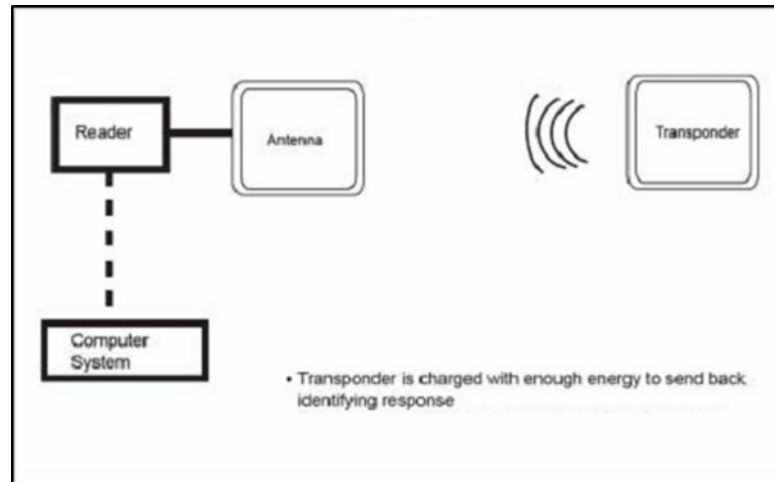 Reader
Antenna
Transponder
Computer
System
• Transponder is charged with enough energy to send back
identifying response